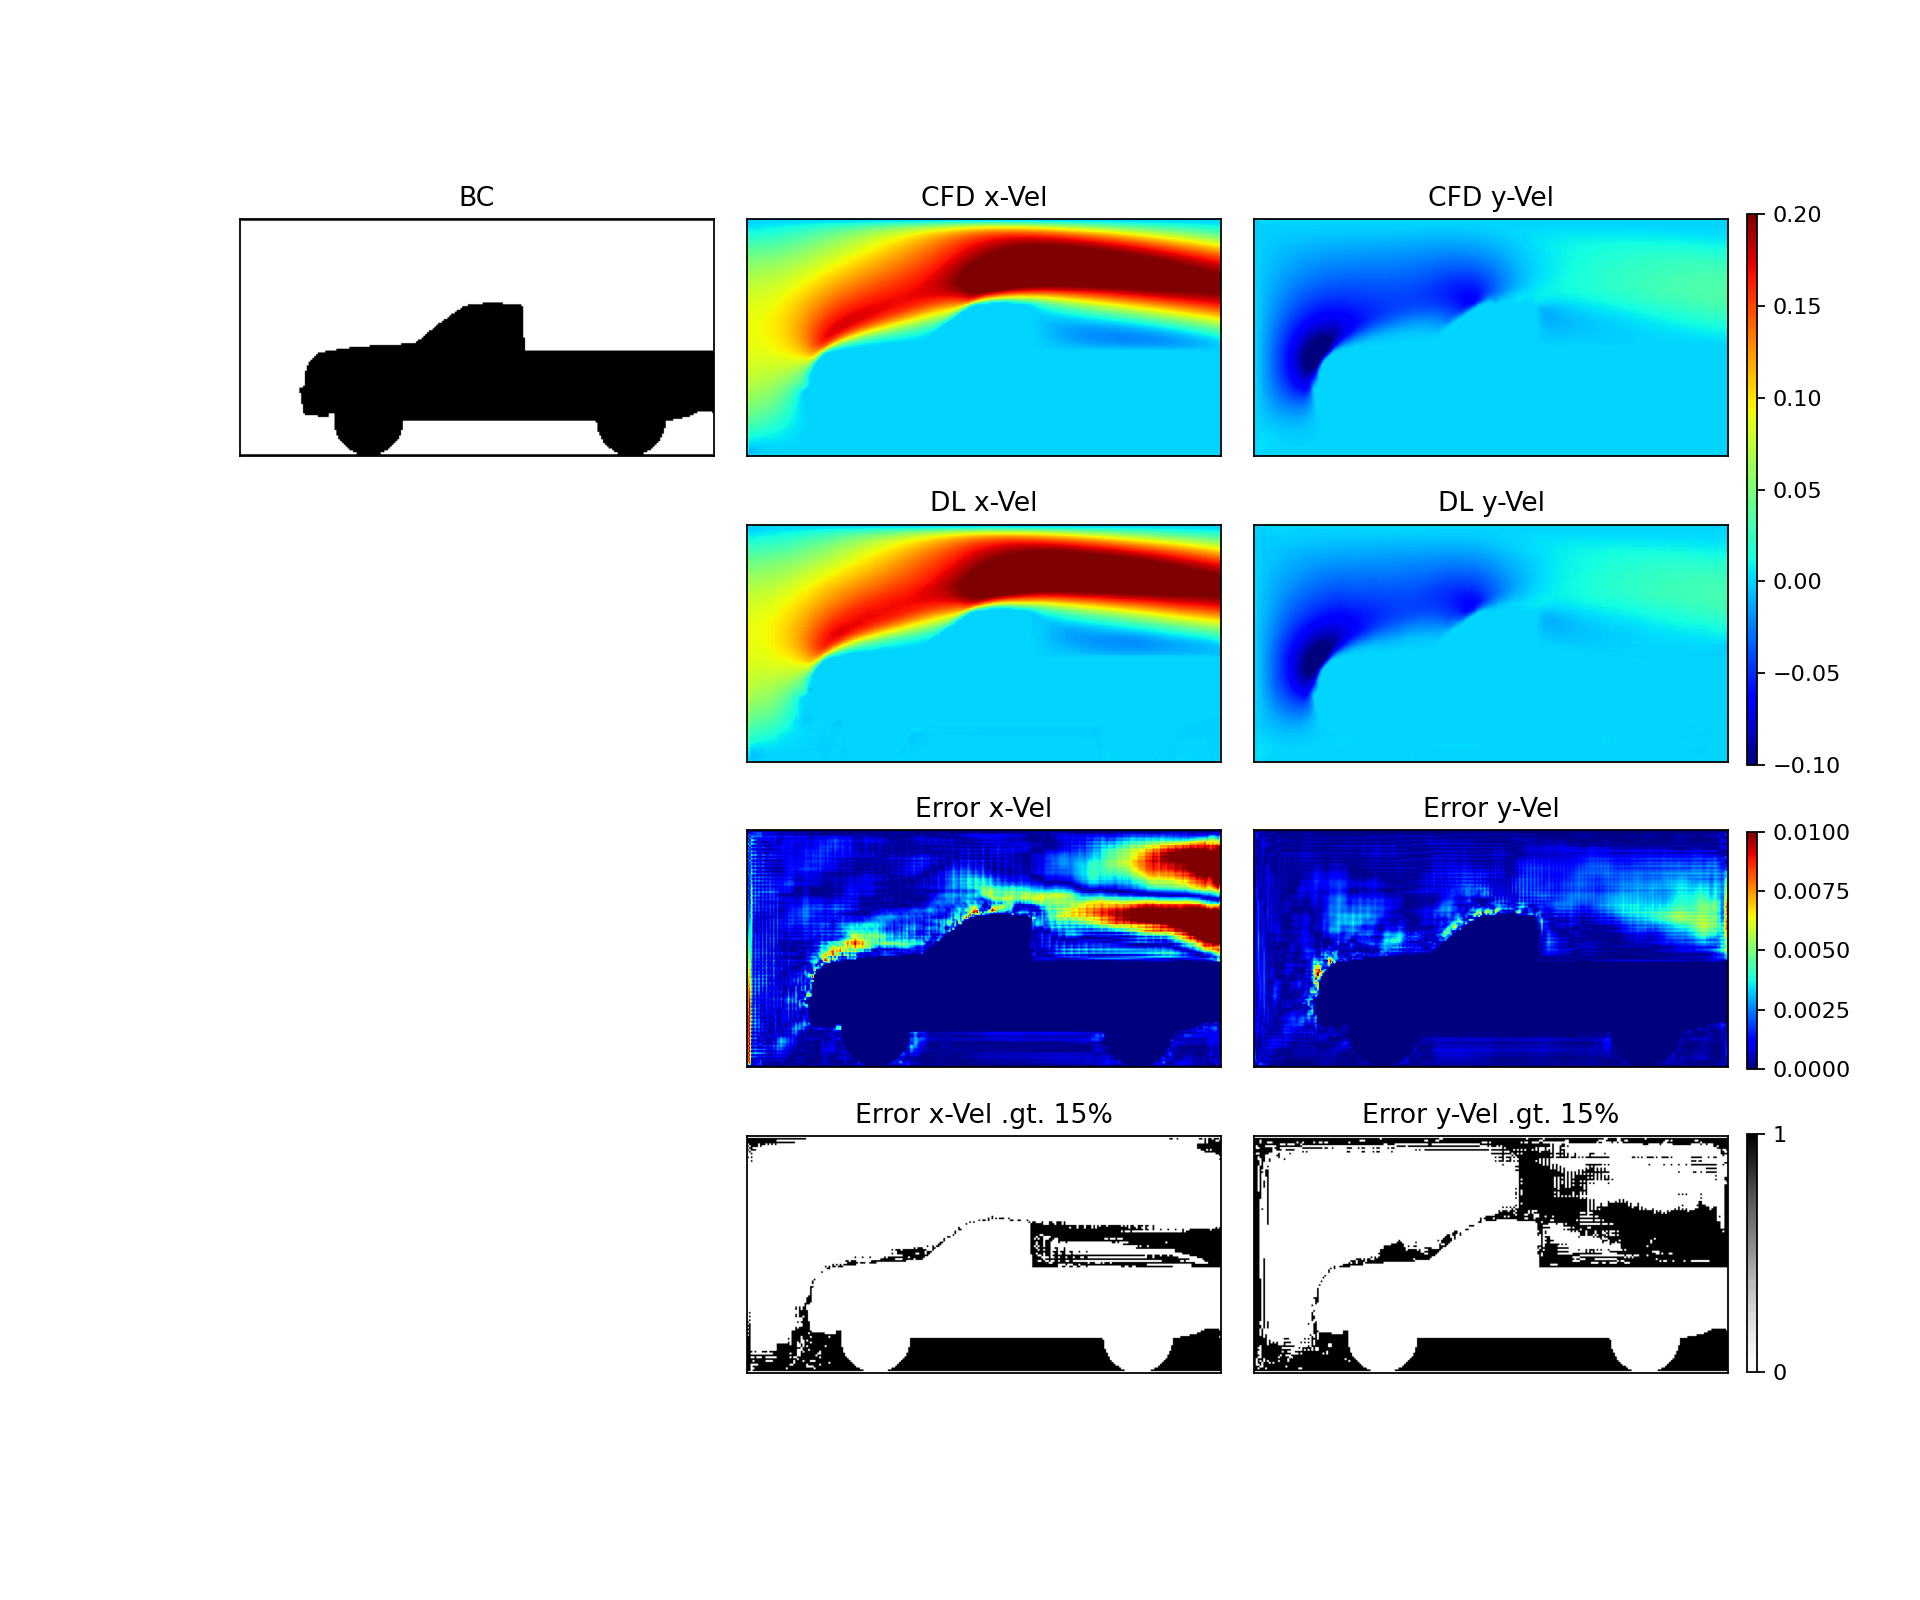 BC
CFD x-Vel
CFD y-Vel
0.20
0.15
0.10
0.05
0.00
−0.05
−0.10
DL x-Vel
DL y-Vel
Error x-Vel
Error y-Vel
0.0100
0.0075
0.0050
0.0025
0.0000
Error x-Vel .gt. 15%
Error y-Vel .gt. 15%
1
0